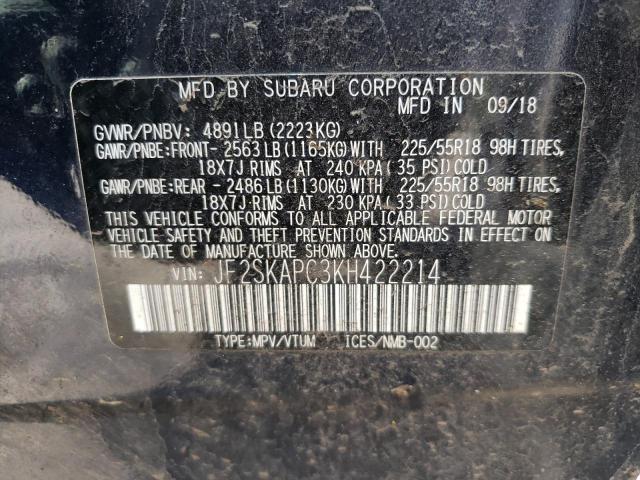 MFD BY SUBARU CORPORATION
MFD IN 09/18
GVWR/PNBV: 4891LB (2223KG)
GAWR/PNBE:FRONT- 2563LB (1165KG)WITH 225/55R18 98H TIRES,
18X7J RIMS AT 240 KPA (35 PSI)COLD
GAWR/PNBE:REAR - 2486LB (1130KG)WITH 225/55R18 98H TIRES,
18X7J RIMS AT 230 KPA (33 PSI)COLD
THIS VEHICLE CONFORMS TO ALL APPLICABLE FEDERAL MOTOR
VEHICLE SAFETY AND THEFT PREVENTION STANDARDS IN EFFECT ON
THE DATE OF MANUFACTURE SHOWN ABOVE.
VIN: JF2SKAPC3KH422214
TYPE:MPV/VTUM ICES/NMB-002